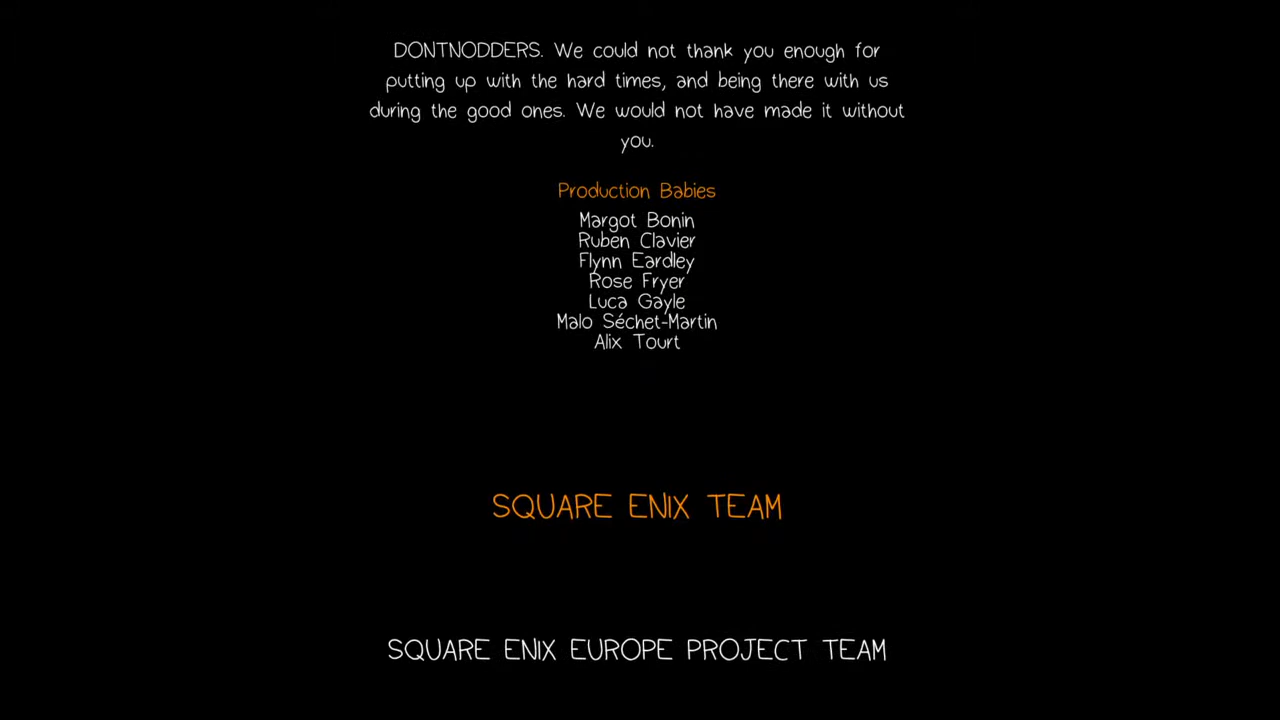 DONTNODDERS. We could not thank you enough for
putting up with the hard times, and being there with us
during the good ones. We would not have made it without
you.
Production Babies
Margot Bonin
Ruben Clavier
Flynn Eardley
Rose Fryer
Luca Gayle
Malo Séchet-Martin
Alix Tourt
SQUARE ENIX TEAM
SQUARE ENIX EUROPE PROJECT TEAM